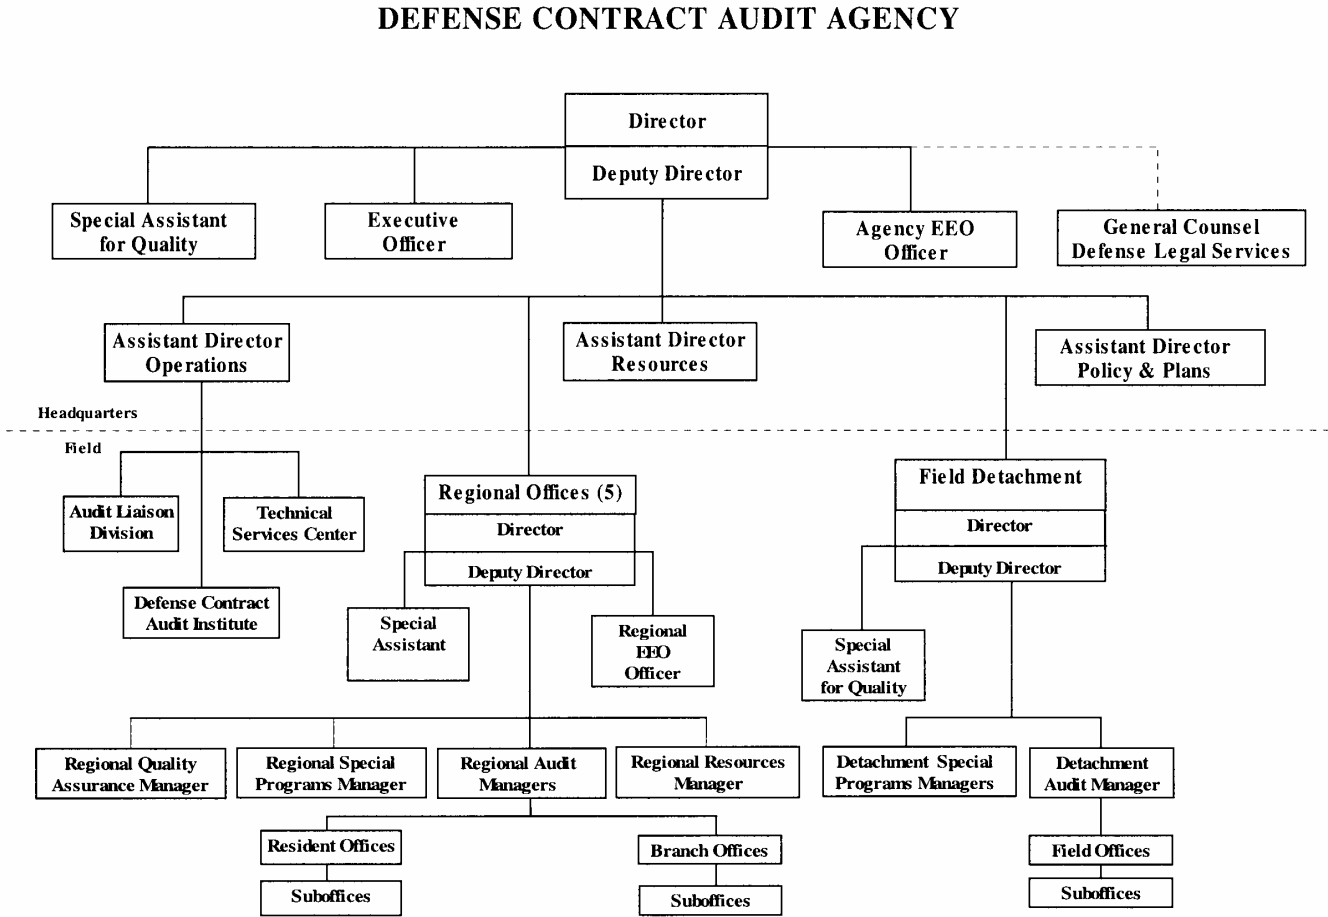 DEFENSE CONTRACT AUDIT AGENCY
Director
Deputy Director
Special Assistant
for Quality
Executive
Officer
Agency EEO
Officer
General Counsel
Defense Legal Services
Assistant Director
Operations
Assistant Director
Resources
Assistant Director
Policy & Plans
Headquarters
Field
Audit Liaison
Division
Technical
Services Center
Defense Contract
Audit Institute
Regional Offices (5)
Director
Deputy Director
Special
Assistant
Regional
EEO
Officer
Field Detachment
Director
Deputy Director
Special
Assistant
for Quality
Regional Quality
Assurance Manager
Regional Special
Programs Manager
Regional Audit
Managers
Regional Resources
Manager
Detachment Special
Programs Managers
Detachment
Audit Manager
Resident Offices
Suboffices
Branch Offices
Suboffices
Field Offices
Suboffices